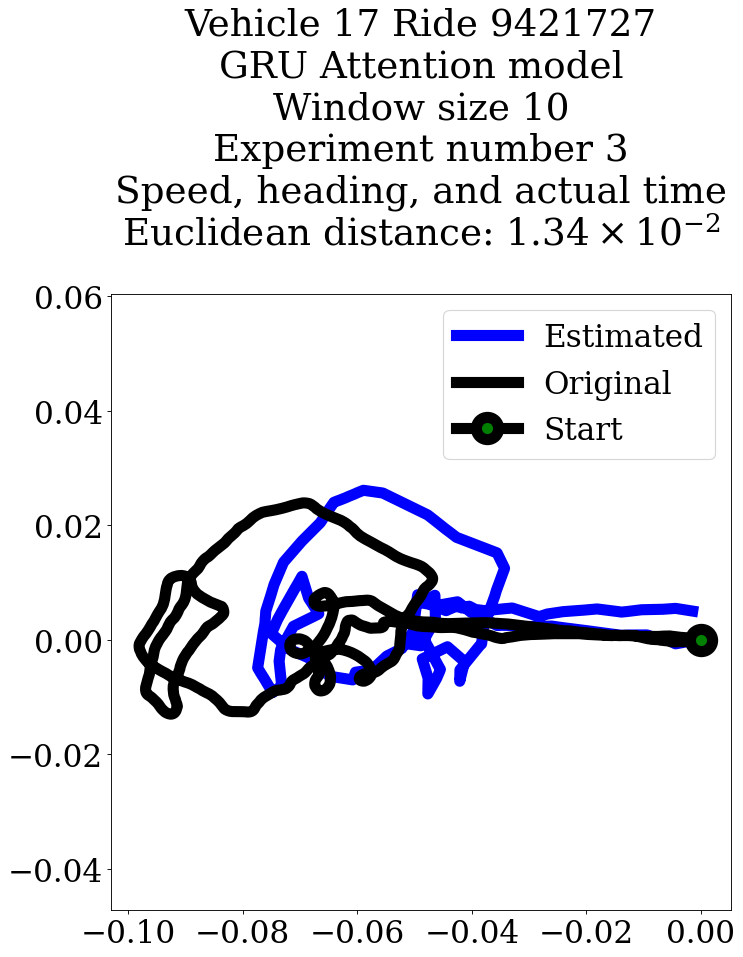 Vehicle 17 Ride 9421727
GRU Attention model
Window size 10
Experiment number 3
Speed, heading, and actual time
Euclidean distance: 1.34 × 10⁻²
0.06
0.04
0.02
0.00
−0.02
−0.04
Estimated
Original
Start
−0.10 −0.08 −0.06 −0.04 −0.02 0.00